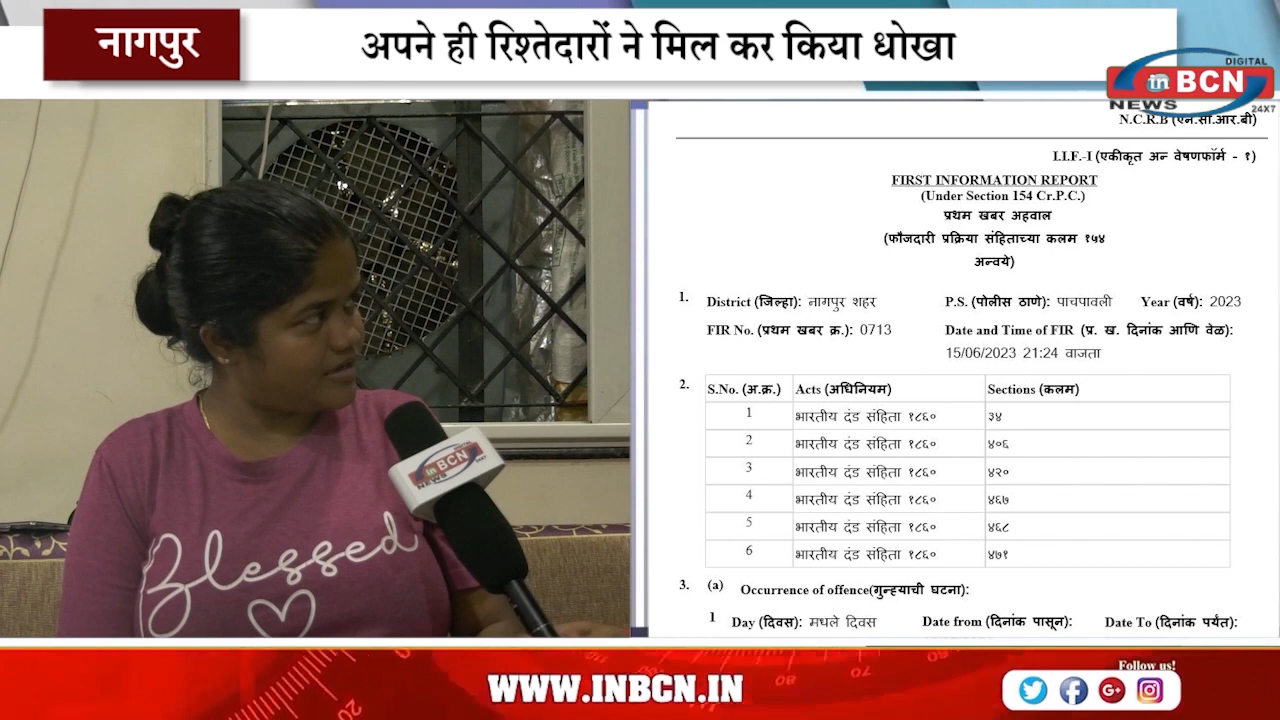 नागपुर
अपने ही रिश्तेदारों ने मिल कर किया धोखा
DIGITAL
in BCN
NEWS 24X7
N.C.R.B (एन.सी.आर.बी)
I.I.F.-I (एकीकृत अन्वेषणफॉर्म - १)
FIRST INFORMATION REPORT
(Under Section 154 Cr.P.C.)
प्रथम खबर अहवाल
(फौजदारी प्रक्रिया संहिताच्या कलम १५४
अन्वये)
1. District (जिल्हा): नागपुर शहर P.S. (पोलीस ठाणे): पाचपावली Year (वर्ष): 2023
FIR No. (प्रथम खबर क्र.): 0713 Date and Time of FIR (प्र. ख. दिनांक आणि वेळ):
15/06/2023 21:24 वाजता
2. S.No. (अ.क्र.) Acts (अधिनियम) Sections (कलम)
1 भारतीय दंड संहिता १८६० ३४
2 भारतीय दंड संहिता १८६० ४०६
3 भारतीय दंड संहिता १८६० ४२०
4 भारतीय दंड संहिता १८६० ४६७
5 भारतीय दंड संहिता १८६० ४६८
6 भारतीय दंड संहिता १८६० ४७१
3. (a) Occurrence of offence(गुन्ह्याची घटना):
1 Day (दिवस): मधले दिवस Date from (दिनांक पासून): Date To (दिनांक पर्यंत):
DIGITAL
in BCN
NEWS 24X7
Blessed
WWW.INBCN.IN
Follow us!